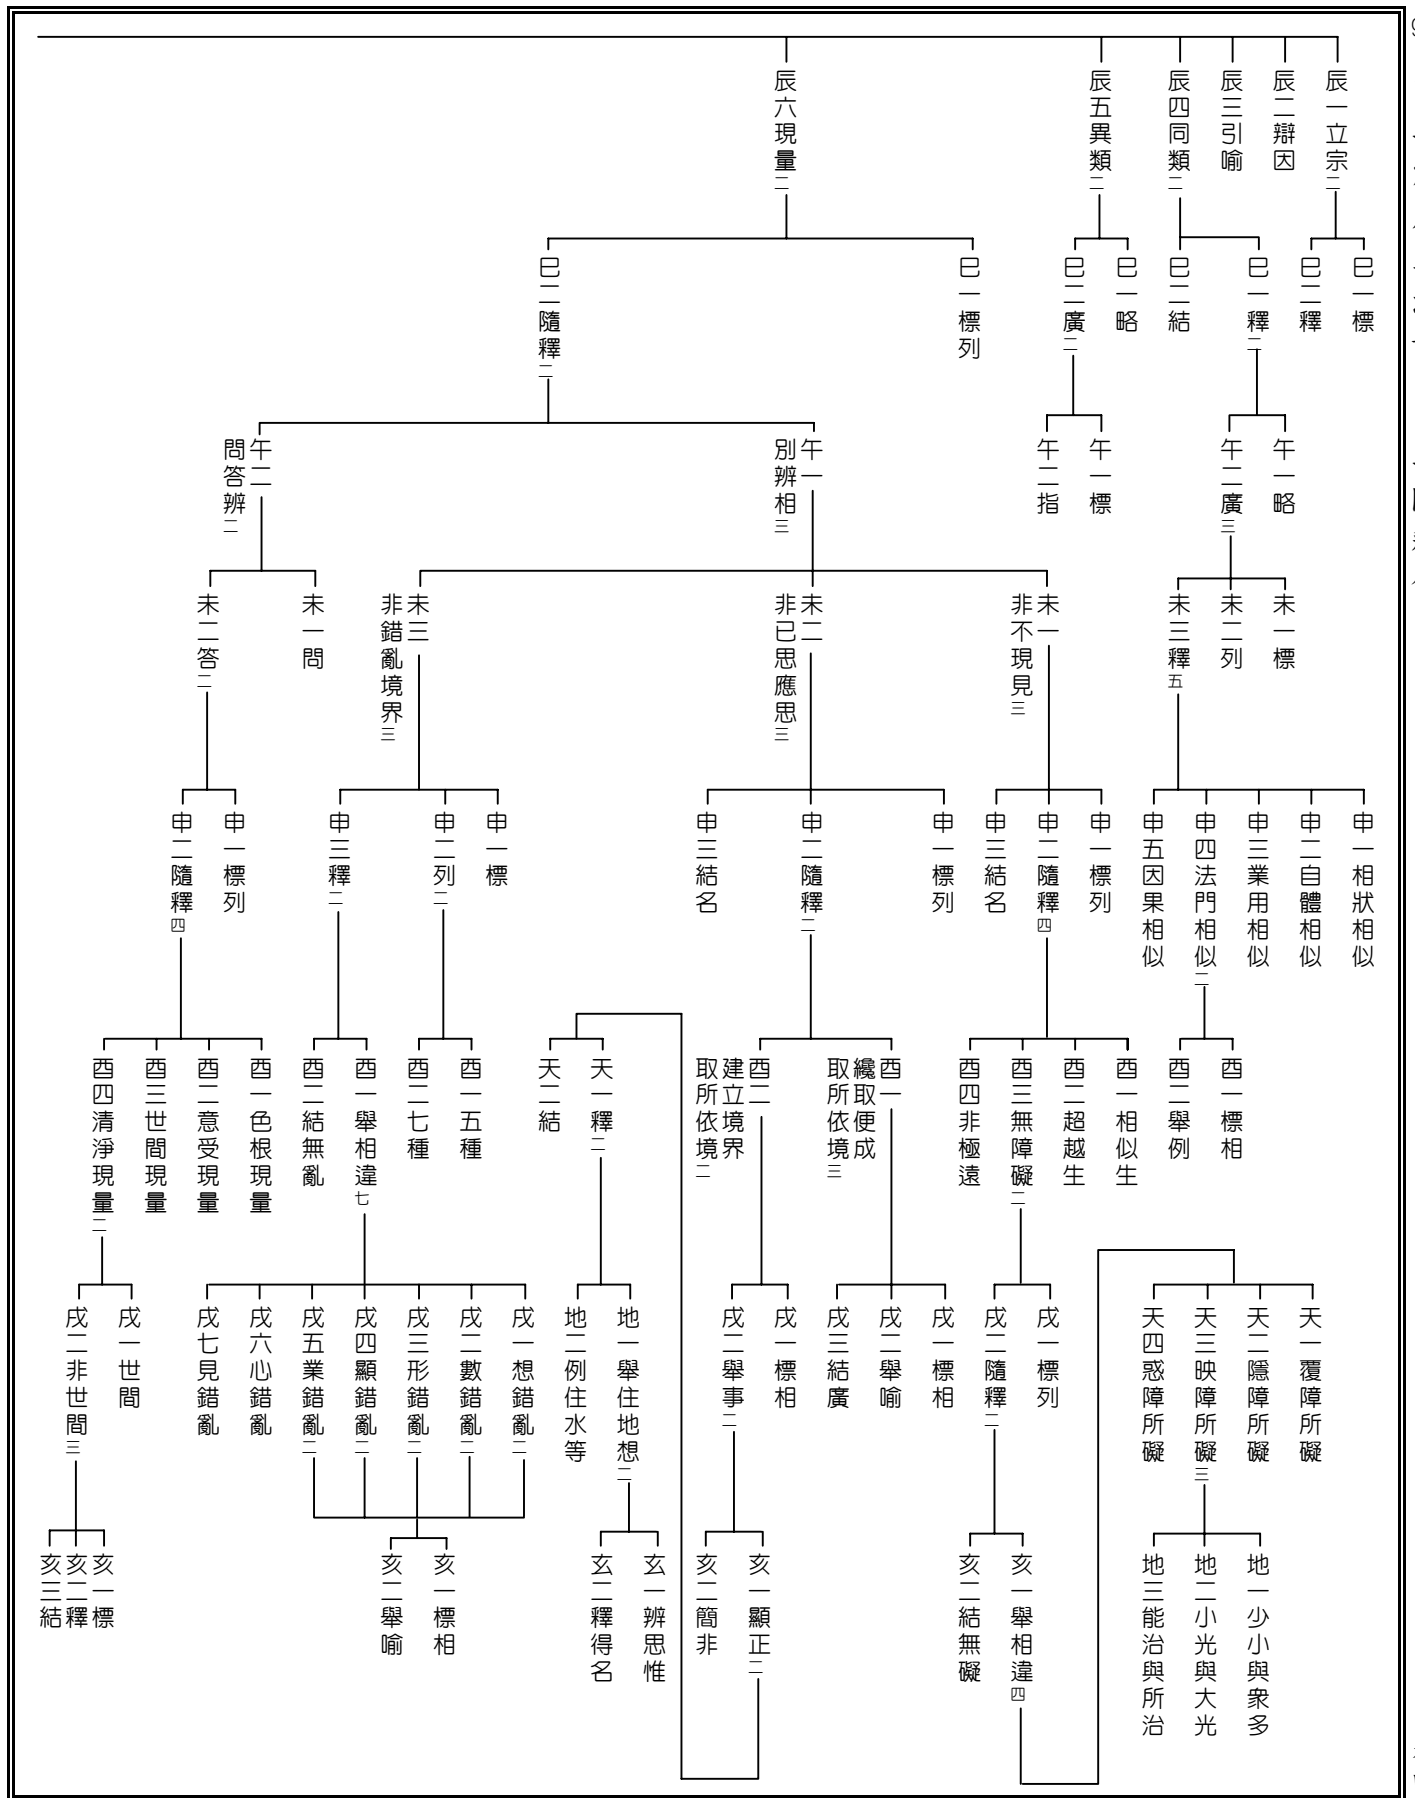 辰一立宗二
辰二辯因
辰三引喻
辰四同類二
辰五異類二
辰六現量二
巳一標
巳二釋
巳一釋二
巳二結
巳一略
巳二廣二
巳一標列
巳二隨釋二
午一略
午二廣三
午一標
午二指
午一
別辨相三
午二
問答辨二
未一標
未二列
未三釋五
未一
非不現見三
未二
非已思應思三
未三
非錯亂境界三
未一問
未二答二
申一相狀相似
申二自體相似
申三業用相似
申四法門相似二
申五因果相似
申一標列
申二隨釋四
申三結名
申一標列
申二隨釋二
申三結名
申一標
申二列二
申三釋二
申一標列
申二隨釋四
酉一標相
酉二舉例
酉一相似生
酉二超越生
酉三無障礙二
酉四非極遠
酉一
纔取便成
取所依境三
酉二
建立境界
取所依境二
天一釋二
天二結
酉一五種
酉二七種
酉一舉相違七
酉二結無亂
酉一色根現量
酉二意受現量
酉三世間現量
酉四清淨現量二
天一覆障所礙
天二隱障所礙
天三映障所礙三
天四惑障所礙
戌一標列
戌二隨釋二
戌一標相
戌二舉喻
戌三結廣
戌一標相
戌二舉事二
地一舉住地想二
地二例住水等
戌一想錯亂二
戌二數錯亂二
戌三形錯亂二
戌四顯錯亂二
戌五業錯亂二
戌六心錯亂
戌七見錯亂
戌一世間
戌二非世間三
地一少小與衆多
地二小光與大光
地三能治與所治
亥一舉相違四
亥二結無礙
亥一顯正二
亥二簡非
玄一辨思惟
玄二釋得名
亥一標相
亥二舉喻
亥一標
亥二釋
亥三結